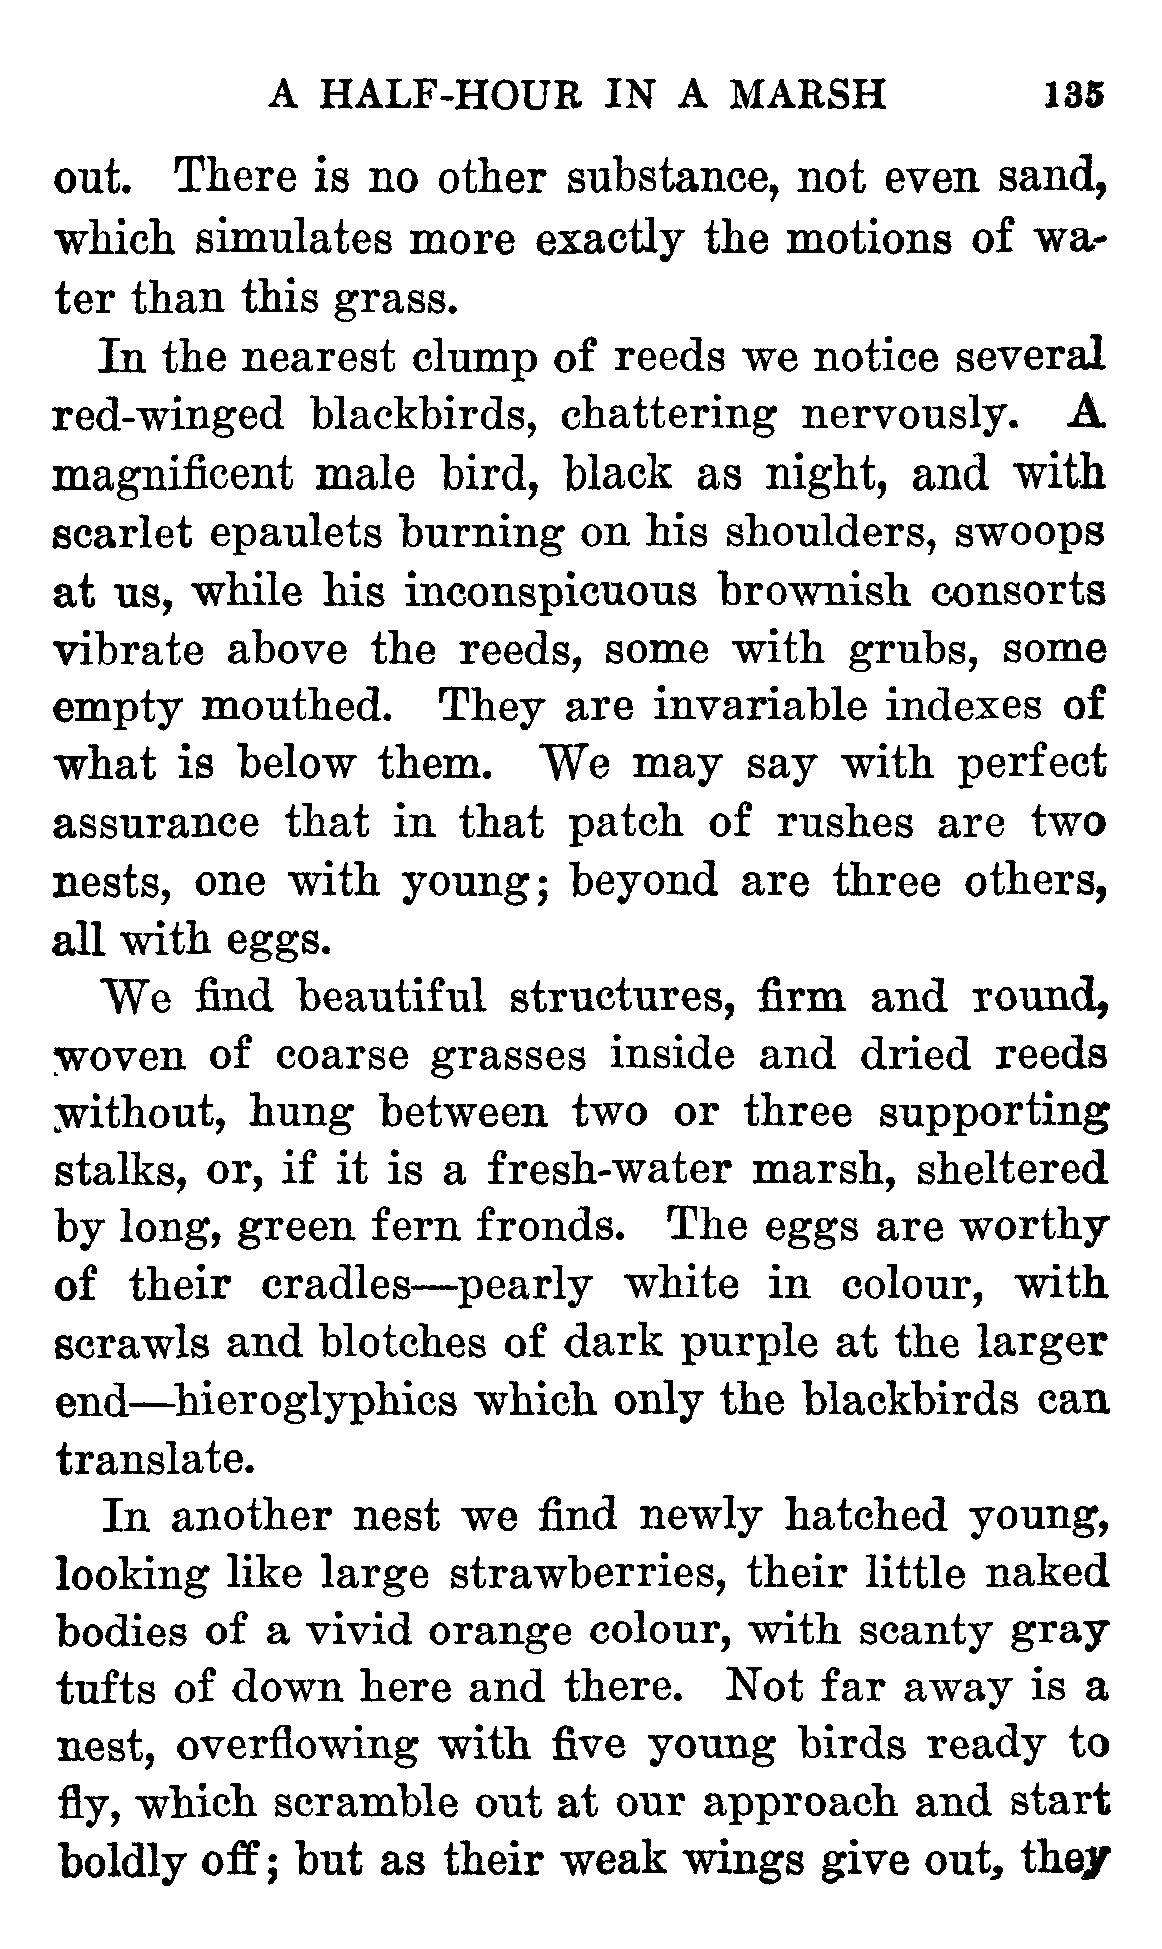 A HALF-HOUR IN A MARSH 135
out. There is no other substance, not even sand,
which simulates more exactly the motions of wa-
ter than this grass.
In the nearest clump of reeds we notice several
red-winged blackbirds, chattering nervously. A
magnificent male bird, black as night, and with
scarlet epaulets burning on his shoulders, swoops
at us, while his inconspicuous brownish consorts
vibrate above the reeds, some with grubs, some
empty mouthed. They are invariable indexes of
what is below them. We may say with perfect
assurance that in that patch of rushes are two
nests, one with young; beyond are three others,
all with eggs.
We find beautiful structures, firm and round,
woven of coarse grasses inside and dried reeds
without, hung between two or three supporting
stalks, or, if it is a fresh-water marsh, sheltered
by long, green fern fronds. The eggs are worthy
of their cradles—pearly white in colour, with
scrawls and blotches of dark purple at the larger
end—hieroglyphics which only the blackbirds can
translate.
In another nest we find newly hatched young,
looking like large strawberries, their little naked
bodies of a vivid orange colour, with scanty gray
tufts of down here and there. Not far away is a
nest, overflowing with five young birds ready to
fly, which scramble out at our approach and start
boldly off; but as their weak wings give out, they